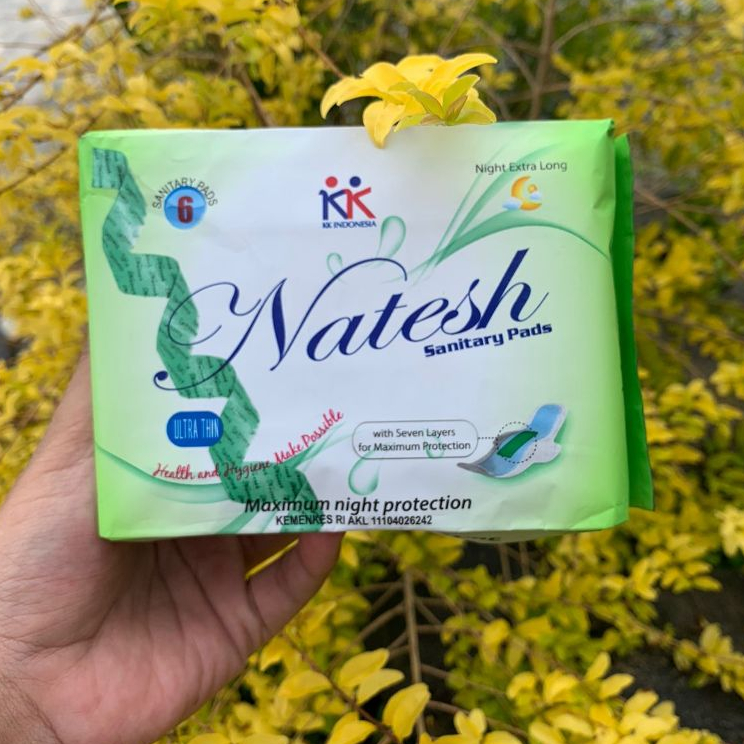 SANITARY PADS
6
KK
KK INDONESIA
Night Extra Long
Natesh
Sanitary Pads
ULTRA THIN
with Seven Layers
for Maximum Protection
Health and Hygiene Make Possible
Maximum night protection
KEMENKES RI AKL 11104026242